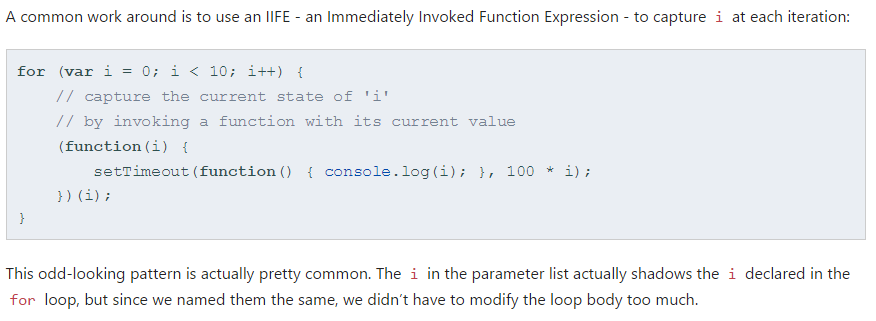 A common work around is to use an IIFE - an Immediately Invoked Function Expression - to capture i at each iteration:
for (var i = 0; i < 10; i++) {
    // capture the current state of 'i'
    // by invoking a function with its current value
    (function(i) {
        setTimeout(function() { console.log(i); }, 100 * i);
    })(i);
}
This odd-looking pattern is actually pretty common. The i in the parameter list actually shadows the i declared in the
for loop, but since we named them the same, we didn’t have to modify the loop body too much.